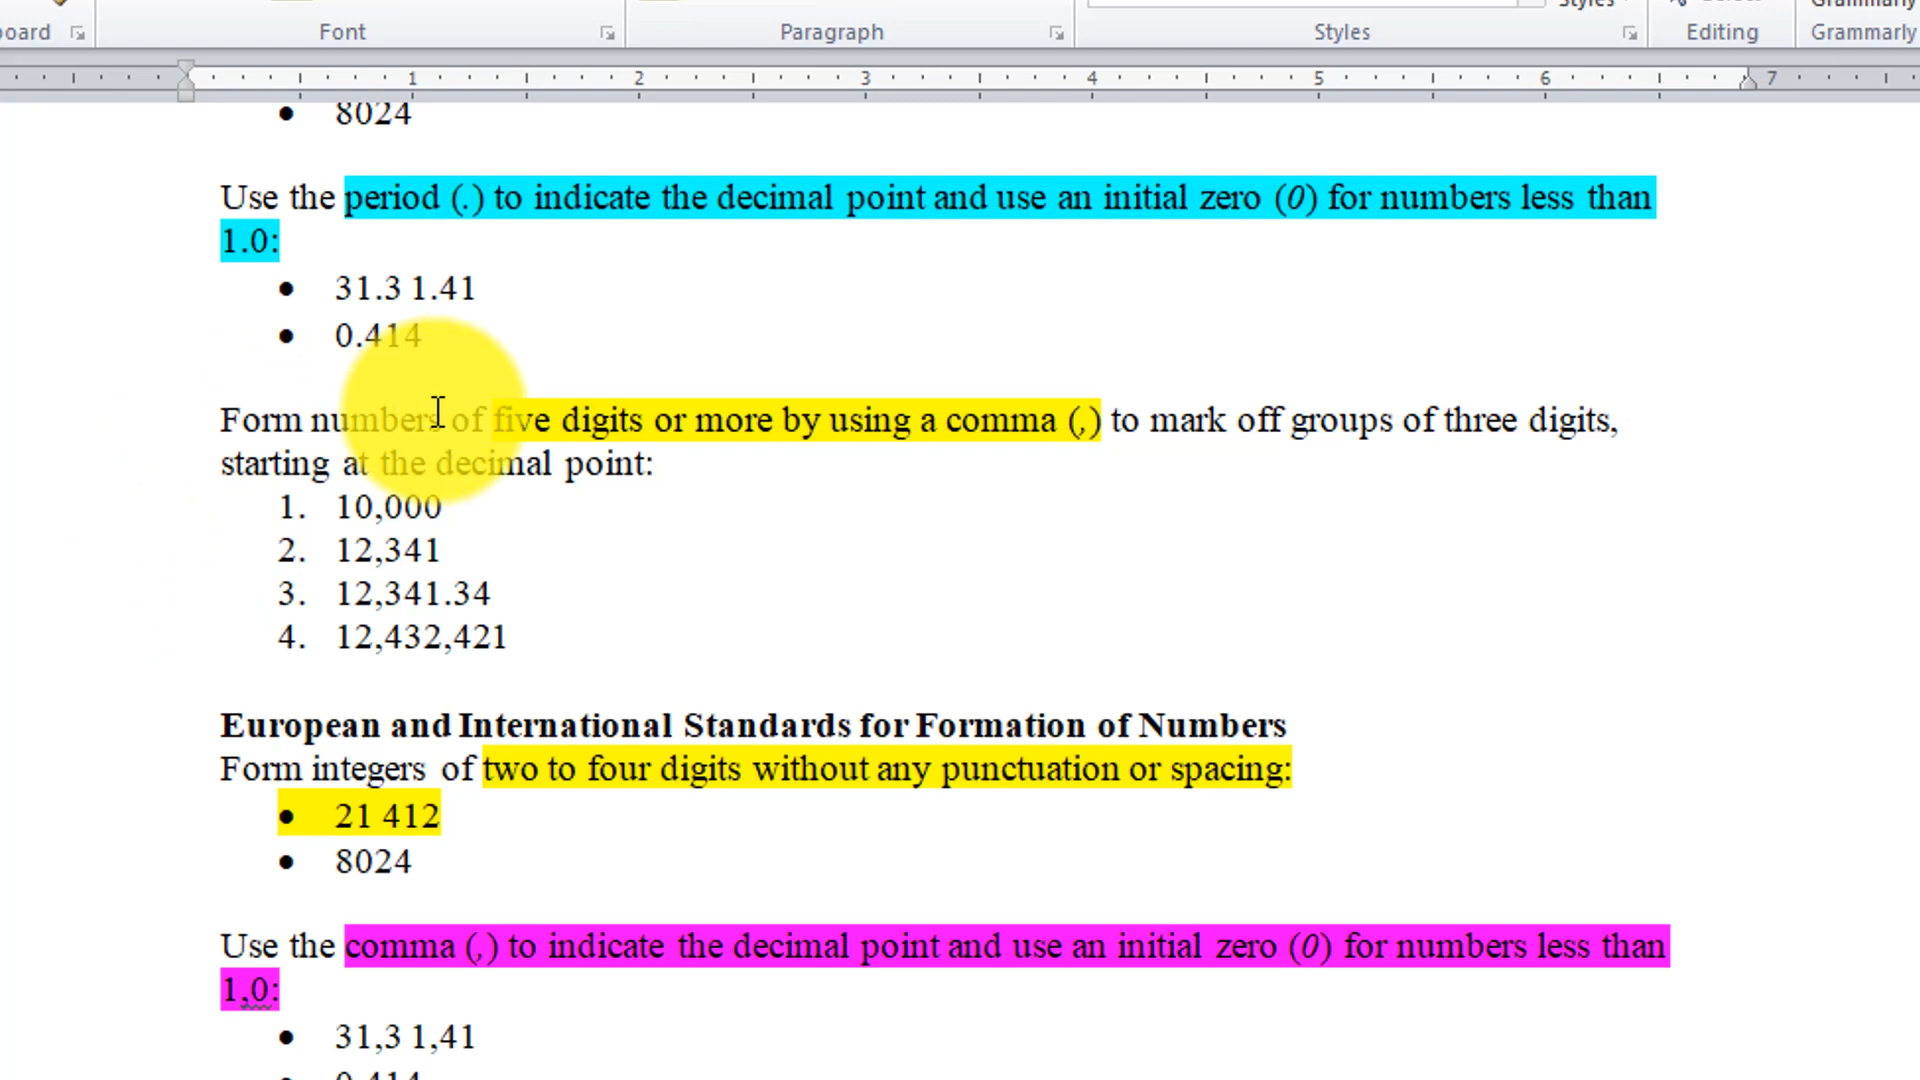 oard Font Paragraph Styles Editing Grammarly
1 2 3 4 5 6 7
• 8024
Use the period (.) to indicate the decimal point and use an initial zero (0) for numbers less than
1.0:
• 31.3 1.41
• 0.414
Form numbers of five digits or more by using a comma (,) to mark off groups of three digits,
starting at the decimal point:
1. 10,000
2. 12,341
3. 12,341.34
4. 12,432,421
European and International Standards for Formation of Numbers
Form integers of two to four digits without any punctuation or spacing:
• 21 412
• 8024
Use the comma (,) to indicate the decimal point and use an initial zero (0) for numbers less than
1,0:
• 31,3 1,41